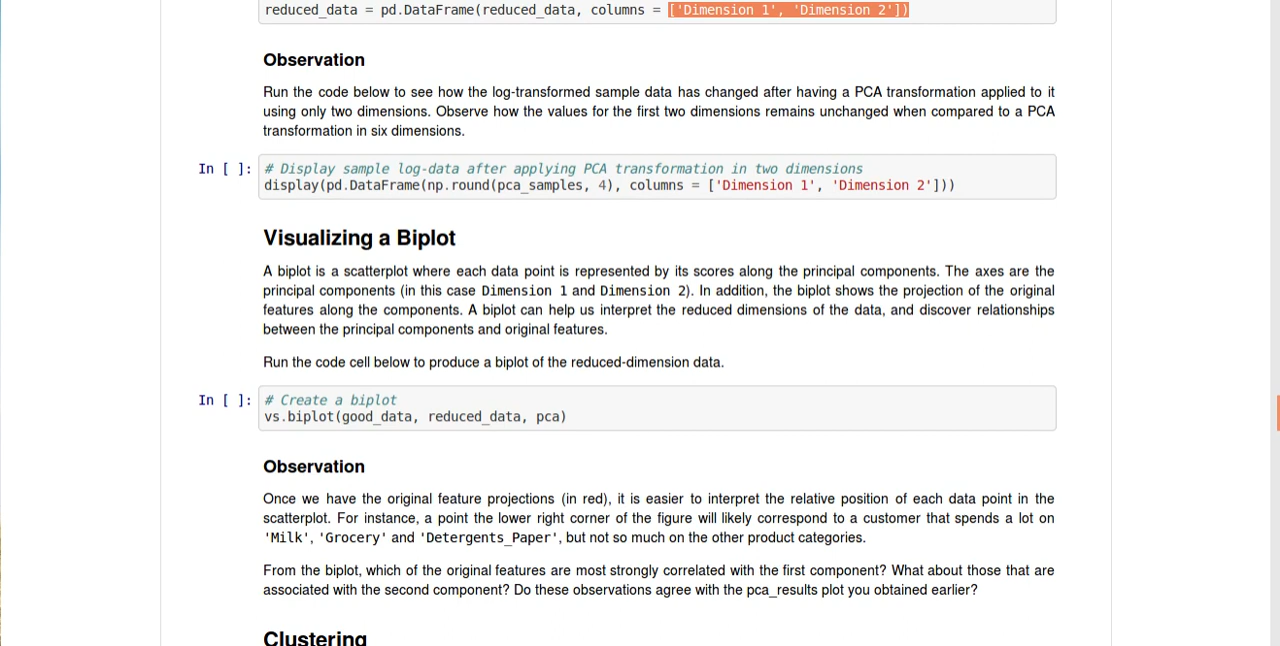 reduced_data = pd.DataFrame(reduced_data, columns = ['Dimension 1', 'Dimension 2'])
Observation
Run the code below to see how the log-transformed sample data has changed after having a PCA transformation applied to it
using only two dimensions. Observe how the values for the first two dimensions remains unchanged when compared to a PCA
transformation in six dimensions.
In [ ]: # Display sample log-data after applying PCA transformation in two dimensions
display(pd.DataFrame(np.round(pca_samples, 4), columns = ['Dimension 1', 'Dimension 2']))
Visualizing a Biplot
A biplot is a scatterplot where each data point is represented by its scores along the principal components. The axes are the
principal components (in this case Dimension 1 and Dimension 2). In addition, the biplot shows the projection of the original
features along the components. A biplot can help us interpret the reduced dimensions of the data, and discover relationships
between the principal components and original features.
Run the code cell below to produce a biplot of the reduced-dimension data.
In [ ]: # Create a biplot
vs.biplot(good_data, reduced_data, pca)
Observation
Once we have the original feature projections (in red), it is easier to interpret the relative position of each data point in the
scatterplot. For instance, a point the lower right corner of the figure will likely correspond to a customer that spends a lot on
'Milk', 'Grocery' and 'Detergents_Paper', but not so much on the other product categories.
From the biplot, which of the original features are most strongly correlated with the first component? What about those that are
associated with the second component? Do these observations agree with the pca_results plot you obtained earlier?
Clustering